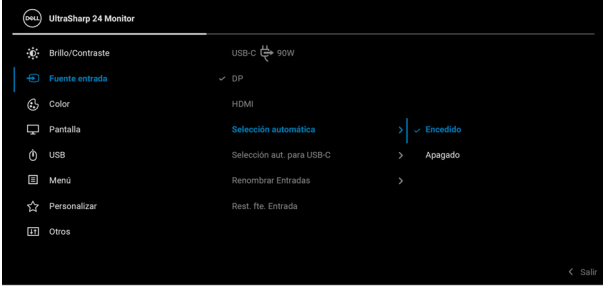 DELL
UltraSharp 24 Monitor
Brillo/Contraste
USB-C 90W
Fuente entrada
DP
Color
HDMI
Pantalla
Selección automática
Encedido
USB
Selección aut. para USB-C
Apagado
Menú
Renombrar Entradas
Personalizar
Rest. fte. Entrada
Otros
Salir